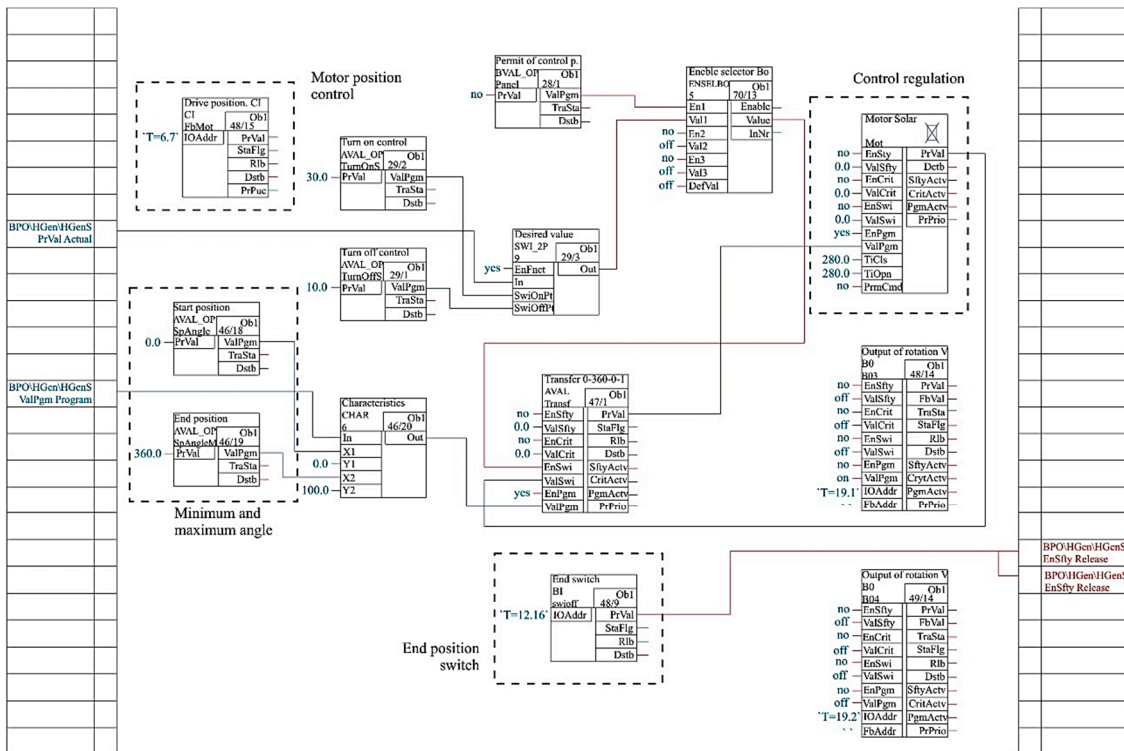 BPO\HGen\HGenS
PrVal Actual
BPO\HGen\HGenS
ValPgm Program
Drive position. CI
CI
Ob1
FbMot
48/15
`T=6.7'
IOAddr
PrVal
StaFlg
Rlb
Dstb
PrPuc
Motor position
control
Turn on control
AVAL_OP
Ob1
TurnOnS
29/2
30.0
PrVal
ValPgm
TraSta
Dstb
Turn off control
AVAL_OP
Ob1
TurnOffS
29/1
10.0
PrVal
ValPgm
TraSta
Dstb
Start position
AVAL_OP
Ob1
SpAngle
46/18
0.0
PrVal
ValPgm
TraSta
Dstb
End position
AVAL_OP
Ob1
SpAngleM
46/19
360.0
PrVal
ValPgm
TraSta
Dstb
Minimum and
maximum angle
Characteristics
CHAR
Ob1
6
46/20
In
Out
X1
0.0
Y1
X2
100.0
Y2
Permit of control p.
BVAL_OP
Ob1
Panel
28/1
no
PrVal
ValPgm
TraSta
Dstb
Desired value
SWI_2P
Ob1
9
29/3
yes
EnFnct
Out
In
SwiOnPt
SwiOffPt
Eneble selector Bo
ENSELBO
Ob1
5
70/13
En1
Enable
Val1
Value
no
En2
InNr
off
Val2
no
En3
off
Val3
off
DefVal
Transfer 0-360-0-1
AVAL
Ob1
Transf
47/1
no
EnSfty
PrVal
0.0
ValSfty
StaFlg
no
EnCrit
Rlb
0.0
ValCrit
Dstb
EnSwi
SftyActv
ValSwi
CritActv
yes
EnPgm
PgmActv
ValPgm
PrPrio
End switch
BI
Ob1
swioff
48/9
`T=12.16'
IOAddr
PrVal
StaFlg
Rlb
Dstb
End position
switch
Control regulation
Motor Solar
Mot
no
EnSty
PrVal
0.0
ValSfty
Dctb
no
EnCrit
SftyActv
0.0
ValCrit
CritActv
no
EnSwi
PgmActv
0.0
ValSwi
PrPrio
yes
EnPgm
ValPgm
280.0
TiCls
280.0
TiOpn
no
PrmCmd
Output of rotation V
B0
Ob1
B03
48/14
no
EnSfty
PrVal
off
ValSfty
FbVal
no
EnCrit
TraSta
off
ValCrit
StaFlg
no
EnSwi
Rlb
off
ValSwi
Dstb
no
EnPgm
SftyActv
on
ValPgm
CrytActv
`T=19.1'
IOAddr
PgmActv
` `
FbAddr
PrPrio
Output of rotation V
B0
Ob1
B04
49/14
no
EnSfty
PrVal
off
ValSfty
FbVal
no
EnCrit
TraSta
off
ValCrit
StaFlg
no
EnSwi
Rlb
off
ValSwi
Dstb
no
EnPgm
SftyActv
off
ValPgm
CritActv
`T=19.2'
IOAddr
PgmActv
` `
FbAddr
PrPrio
BPO\HGen\HGenS
EnSfty Release
BPO\HGen\HGenS
EnSfty Release